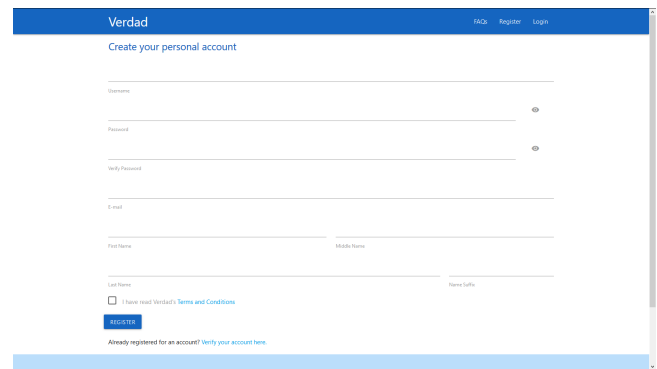 Verdad
FAQs Register Login
Create your personal account
Username
Password
Verify Password
E-mail
First Name Middle Name
Last Name Name Suffix
I have read Verdad's Terms and Conditions
REGISTER
Already registered for an account? Verify your account here.